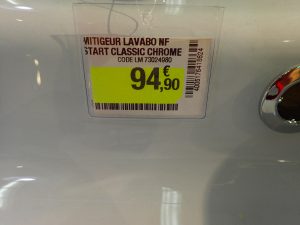 MITIGEUR LAVABO NF
START CLASSIC CHROME
CODE LM 73024980
94,€90